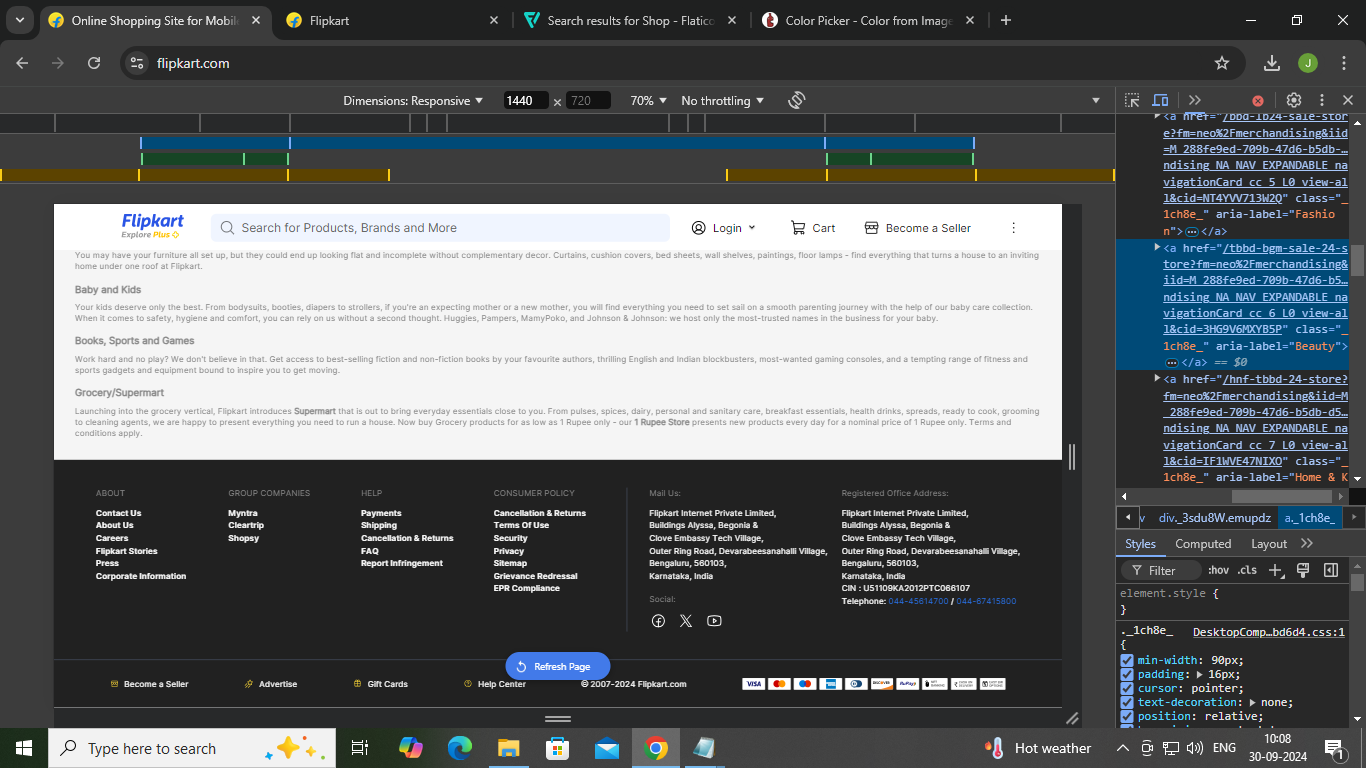 Online Shopping Site for Mobil
Flipkart
Search results for Shop - Flatico
Color Picker - Color from Image
flipkart.com
J
Dimensions: Responsive
1440
×
720
70%
No throttling
Flipkart
Explore Plus
Search for Products, Brands and More
Login
Cart
Become a Seller
You may have your furniture all set up, but they could end up looking flat and incomplete without complementary decor. Curtains, cushion covers, bed sheets, wall shelves, paintings, floor lamps - find everything that turns a house to an inviting
home under one roof at Flipkart.
Baby and Kids
Your kids deserve only the best. From bodysuits, booties, diapers to strollers, if you're an expecting mother or a new mother, you will find everything you need to set sail on a smooth parenting journey with the help of our baby care collection.
When it comes to safety, hygiene and comfort, you can rely on us without a second thought. Huggies, Pampers, MamyPoko, and Johnson & Johnson: we host only the most-trusted names in the business for your baby.
Books, Sports and Games
Work hard and no play? We don't believe in that. Get access to best-selling fiction and non-fiction books by your favourite authors, thrilling English and Indian blockbusters, most-wanted gaming consoles, and a tempting range of fitness and
sports gadgets and equipment bound to inspire you to get moving.
Grocery/Supermart
Launching into the grocery vertical, Flipkart introduces Supermart that is out to bring everyday essentials close to you. From pulses, spices, dairy, personal and sanitary care, breakfast essentials, health drinks, spreads, ready to cook, grooming
to cleaning agents, we are happy to present everything you need to run a house. Now buy Grocery products for as low as 1 Rupee only - our 1 Rupee Store presents new products every day for a nominal price of 1 Rupee only. Terms and
conditions apply.
ABOUT
Contact Us
About Us
Careers
Flipkart Stories
Press
Corporate Information
GROUP COMPANIES
Myntra
Cleartrip
Shopsy
HELP
Payments
Shipping
Cancellation & Returns
FAQ
Report Infringement
CONSUMER POLICY
Cancellation & Returns
Terms Of Use
Security
Privacy
Sitemap
Grievance Redressal
EPR Compliance
Mail Us:
Flipkart Internet Private Limited,
Buildings Alyssa, Begonia &
Clove Embassy Tech Village,
Outer Ring Road, Devarabeesanahalli Village,
Bengaluru, 560103,
Karnataka, India
Social:
Registered Office Address:
Flipkart Internet Private Limited,
Buildings Alyssa, Begonia &
Clove Embassy Tech Village,
Outer Ring Road, Devarabeesanahalli Village,
Bengaluru, 560103,
Karnataka, India
CIN : U51109KA2012PTC066107
Telephone: 044-45614700 / 044-67415800
Refresh Page
Become a Seller
Advertise
Gift Cards
Help Center
© 2007-2024 Flipkart.com
VISA
DISCOVER
RuPay
<a href="/bbd-lb24-sale-stor
e?fm=neo%2Fmerchandising&iid
=M_288fe9ed-709b-47d6-b5db-…
ndising_NA_NAV_EXPANDABLE_na
vigationCard_cc_5_L0_view-al
l&cid=NT4YVV713W2O" class="_
1ch8e_" aria-label="Fashio
n">…</a>
<a href="/tbbd-bgm-sale-24-s
tore?fm=neo%2Fmerchandising&
iid=M_288fe9ed-709b-47d6-b5…
ndising_NA_NAV_EXPANDABLE_na
vigationCard_cc_6_L0_view-al
l&cid=3HG9V6MXYB5P" class="_
1ch8e_" aria-label="Beauty">
…</a> == $0
<a href="/hnf-tbbd-24-store?
fm=neo%2Fmerchandising&iid=M
_288fe9ed-709b-47d6-b5db-d5…
ndising_NA_NAV_EXPANDABLE_na
vigationCard_cc_7_L0_view-al
l&cid=IF1WVE47NIXO" class="_
1ch8e_" aria-label="Home & K
v div._3sdu8W.emupdz a._1ch8e_
Styles Computed Layout
Filter :hov .cls
element.style {
}
._1ch8e_ DesktopComp…bd6d4.css:1
{
min-width: 90px;
padding: 16px;
cursor: pointer;
text-decoration: none;
position: relative;
Type here to search
Hot weather
ENG
10:08
30-09-2024
1